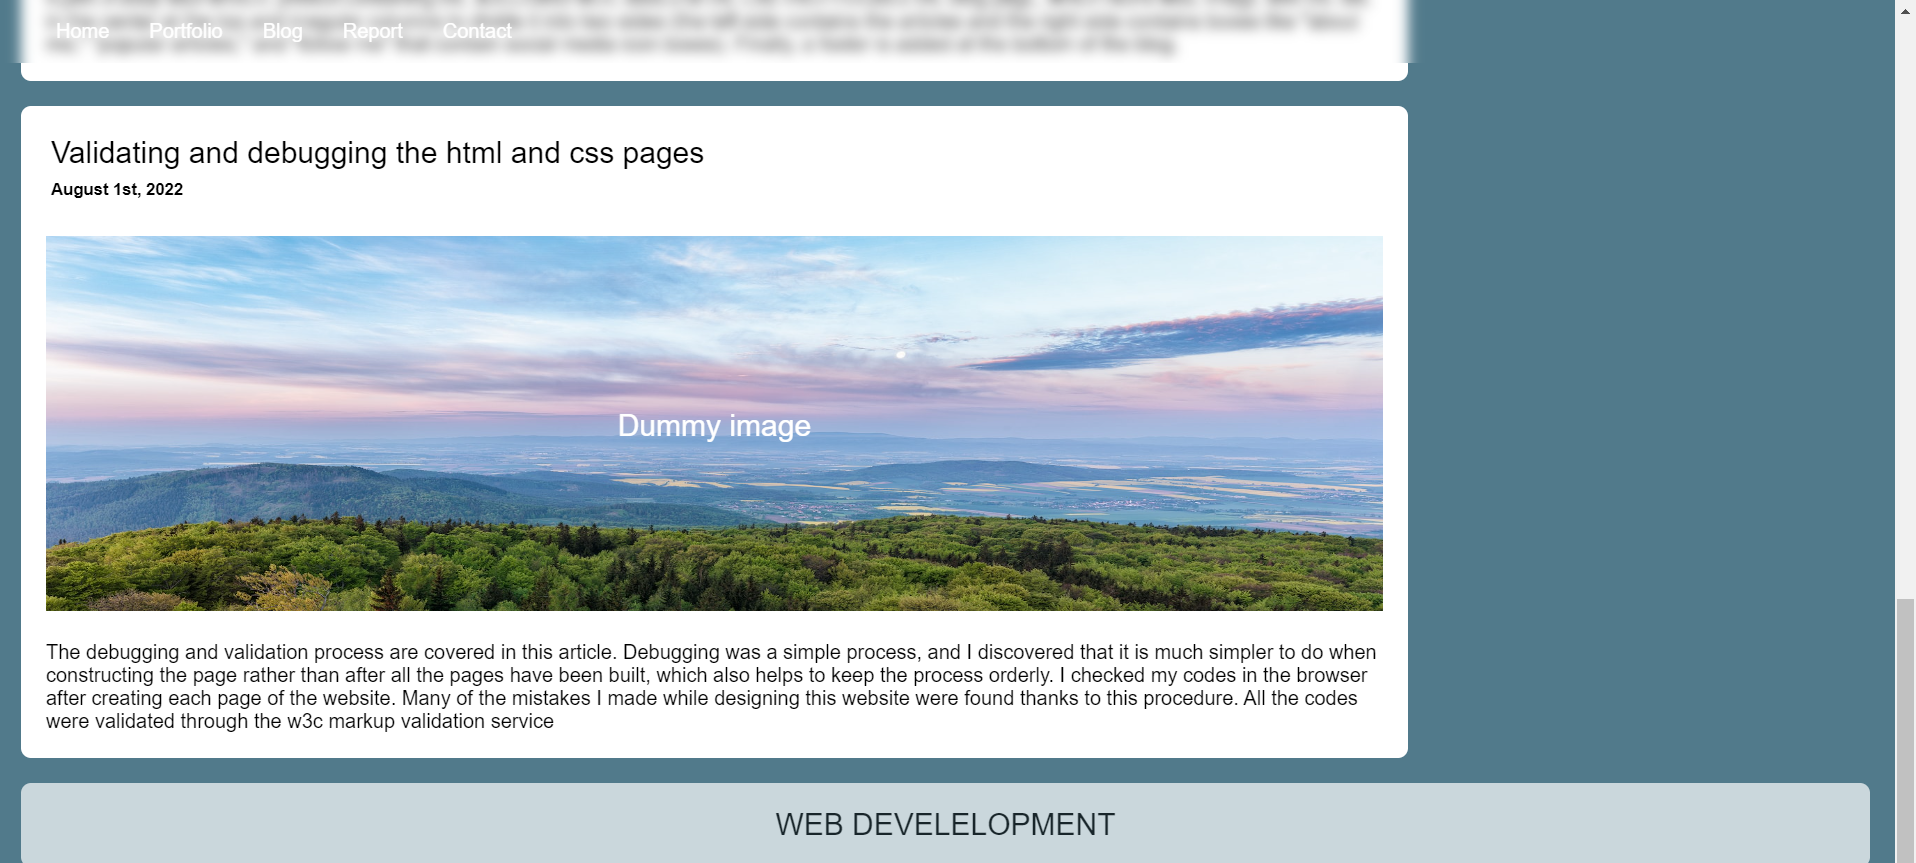 Home Portfolio Blog Report Contact
Validating and debugging the html and css pages
August 1st, 2022
Dummy image
The debugging and validation process are covered in this article. Debugging was a simple process, and I discovered that it is much simpler to do when
constructing the page rather than after all the pages have been built, which also helps to keep the process orderly. I checked my codes in the browser
after creating each page of the website. Many of the mistakes I made while designing this website were found thanks to this procedure. All the codes
were validated through the w3c markup validation service
WEB DEVELELOPMENT